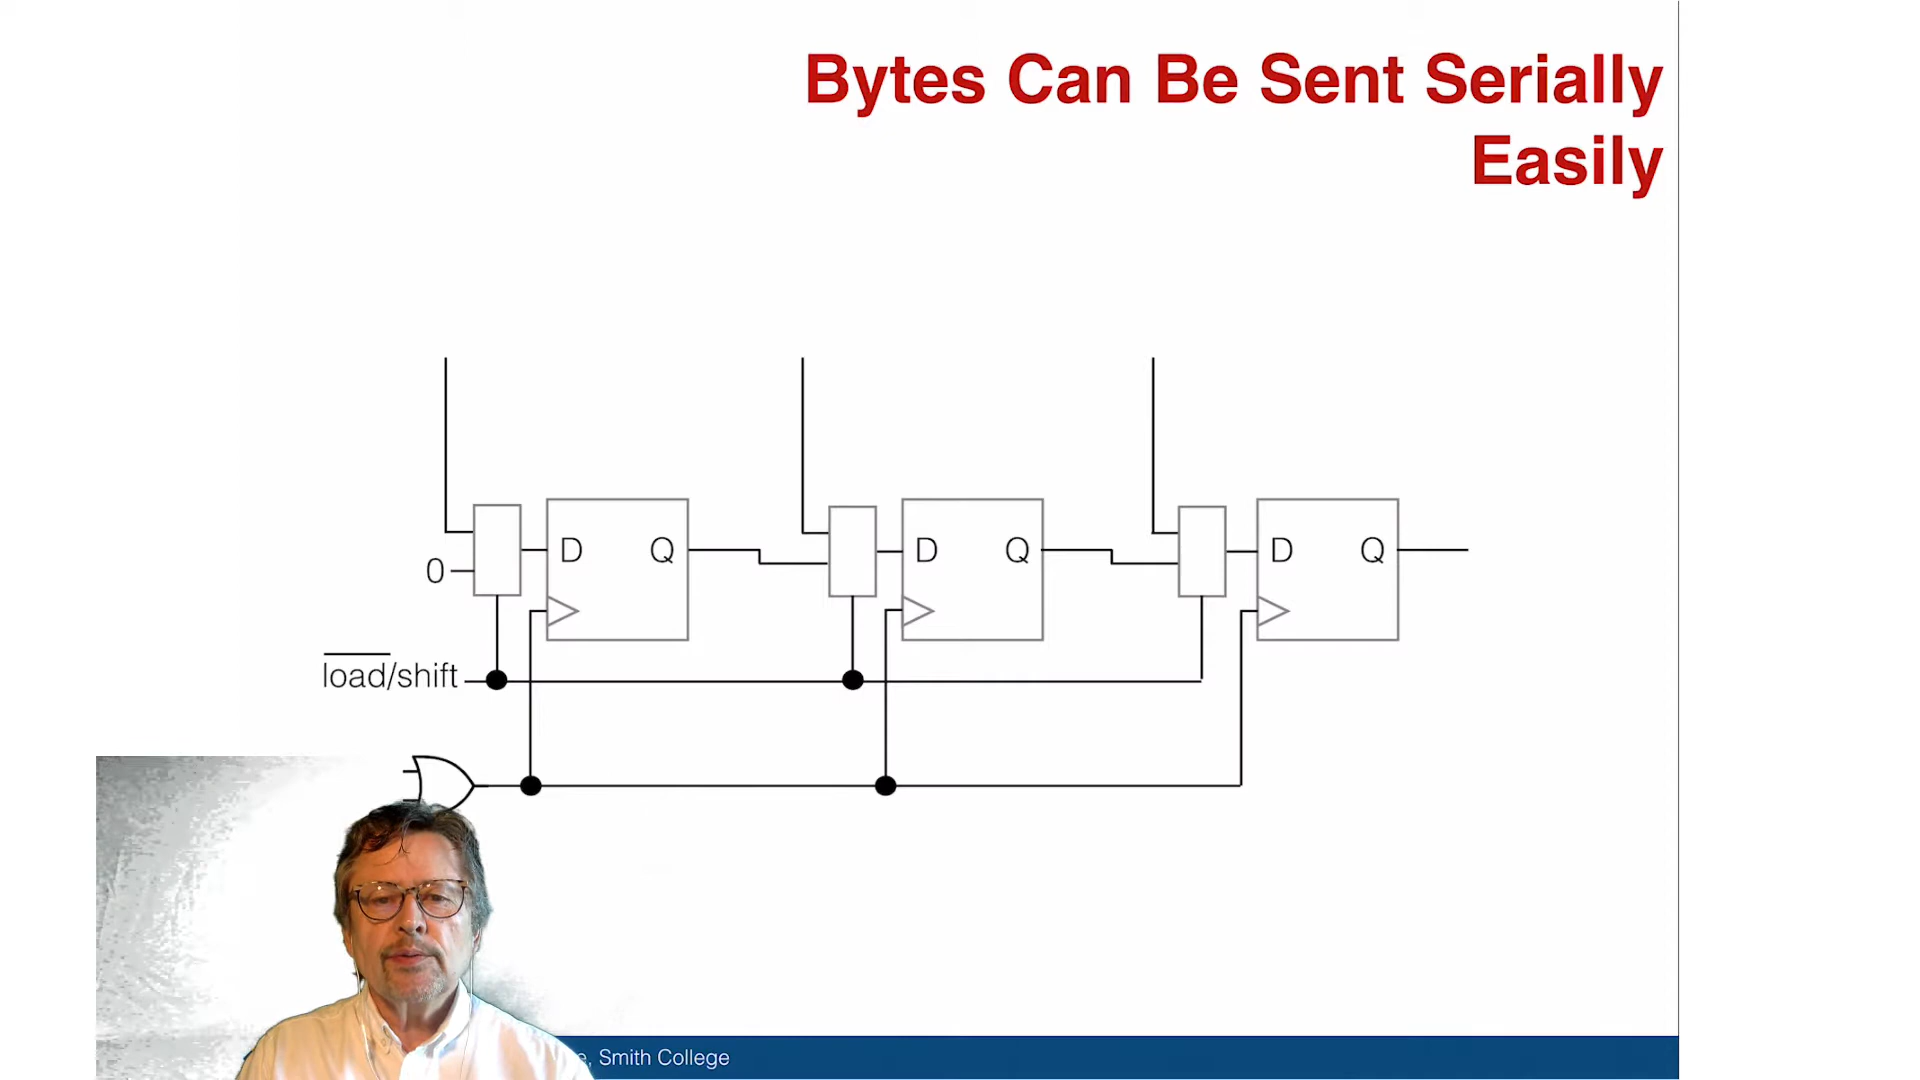 Bytes Can Be Sent Serially
Easily
D Q D Q D Q
0
load/shift
, Smith College